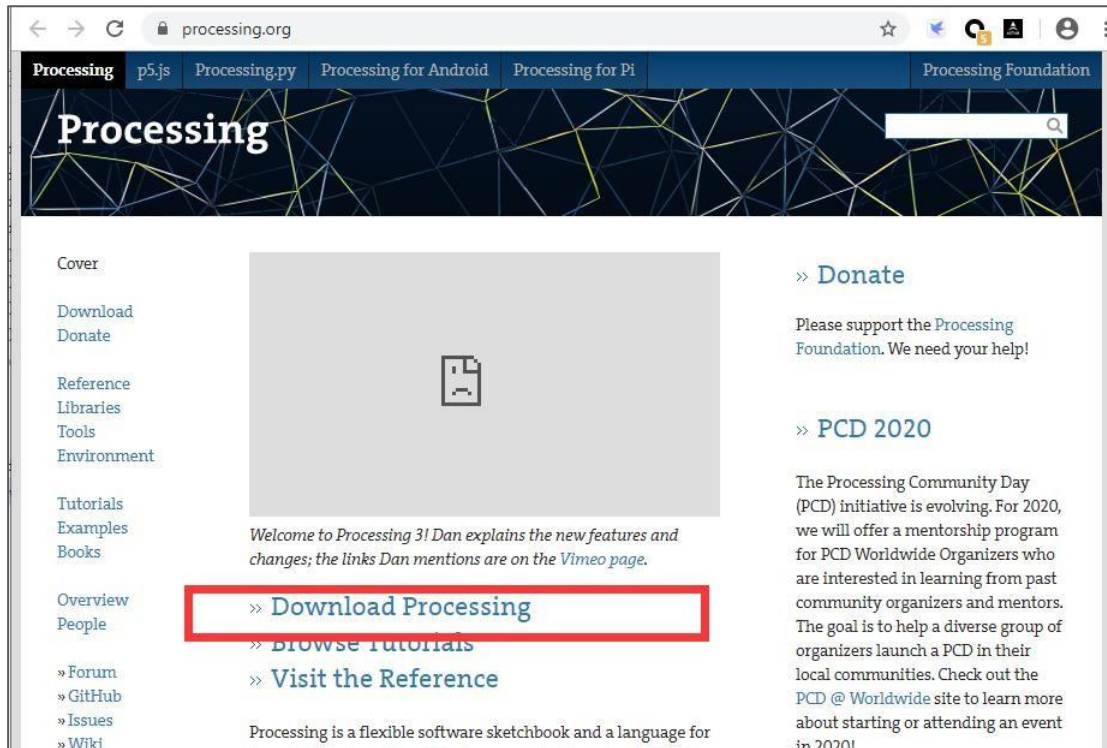 processing.org
5
Processing p5.js Processing.py Processing for Android Processing for Pi Processing Foundation
Processing
Cover
Download
Donate
Reference
Libraries
Tools
Environment
Tutorials
Examples
Books
Overview
People
» Forum
» GitHub
» Issues
» Wiki
Welcome to Processing 3! Dan explains the new features and
changes; the links Dan mentions are on the Vimeo page.
» Download Processing
» Browse Tutorials
» Visit the Reference
Processing is a flexible software sketchbook and a language for
» Donate
Please support the Processing
Foundation. We need your help!
» PCD 2020
The Processing Community Day
(PCD) initiative is evolving. For 2020,
we will offer a mentorship program
for PCD Worldwide Organizers who
are interested in learning from past
community organizers and mentors.
The goal is to help a diverse group of
organizers launch a PCD in their
local communities. Check out the
PCD @ Worldwide site to learn more
about starting or attending an event
in 2020!